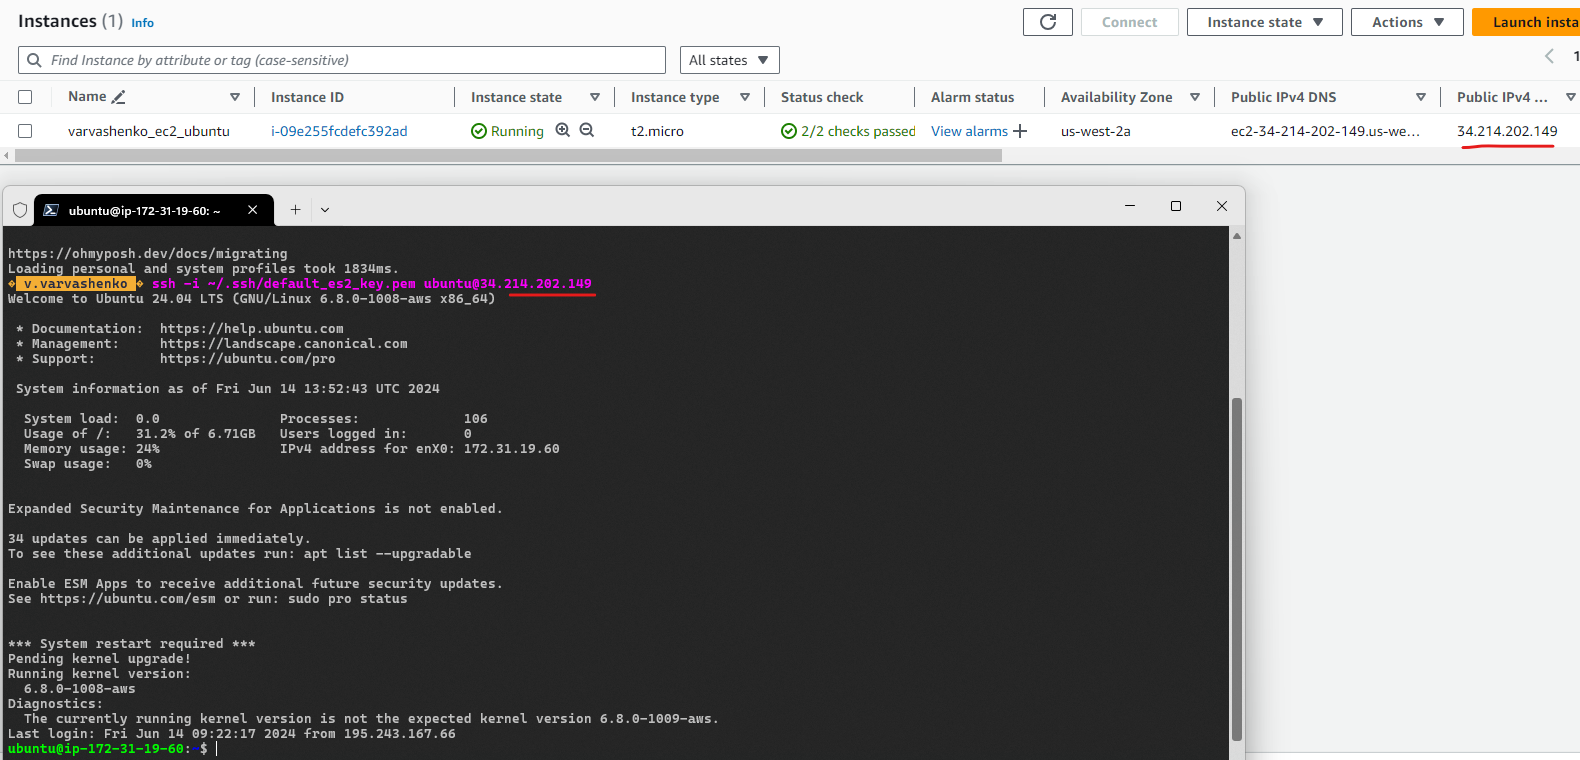 Instances (1) Info
Connect
Instance state
Actions
Launch insta
Find Instance by attribute or tag (case-sensitive)
All states
1
Name
Instance ID
Instance state
Instance type
Status check
Alarm status
Availability Zone
Public IPv4 DNS
Public IPv4 ...
varvashenko_ec2_ubuntu
i-09e255fcdefc392ad
Running
t2.micro
2/2 checks passed
View alarms
us-west-2a
ec2-34-214-202-149.us-we...
34.214.202.149
ubuntu@ip-172-31-19-60: ~
https://ohmyposh.dev/docs/migrating
Loading personal and system profiles took 1834ms.
v.varvashenko ssh -i ~/.ssh/default_es2_key.pem ubuntu@34.214.202.149
Welcome to Ubuntu 24.04 LTS (GNU/Linux 6.8.0-1008-aws x86_64)
* Documentation: https://help.ubuntu.com
* Management: https://landscape.canonical.com
* Support: https://ubuntu.com/pro
System information as of Fri Jun 14 13:52:43 UTC 2024
System load: 0.0 Processes: 106
Usage of /: 31.2% of 6.71GB Users logged in: 0
Memory usage: 24% IPv4 address for enX0: 172.31.19.60
Swap usage: 0%
Expanded Security Maintenance for Applications is not enabled.
34 updates can be applied immediately.
To see these additional updates run: apt list --upgradable
Enable ESM Apps to receive additional future security updates.
See https://ubuntu.com/esm or run: sudo pro status
*** System restart required ***
Pending kernel upgrade!
Running kernel version:
6.8.0-1008-aws
Diagnostics:
The currently running kernel version is not the expected kernel version 6.8.0-1009-aws.
Last login: Fri Jun 14 09:22:17 2024 from 195.243.167.66
ubuntu@ip-172-31-19-60:~$